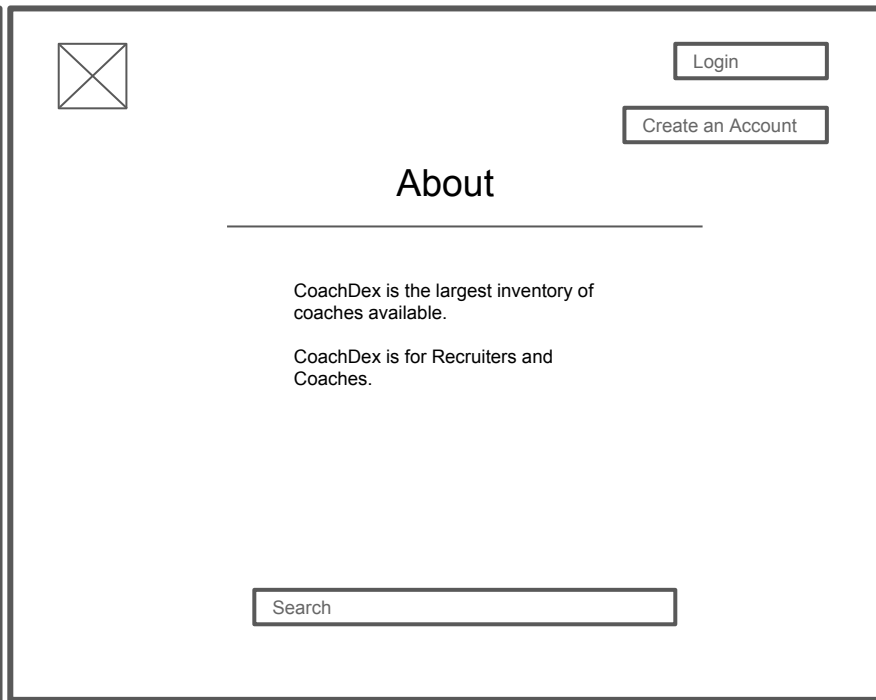 Login
Create an Account
About
CoachDex is the largest inventory of
coaches available.
CoachDex is for Recruiters and
Coaches.
Search